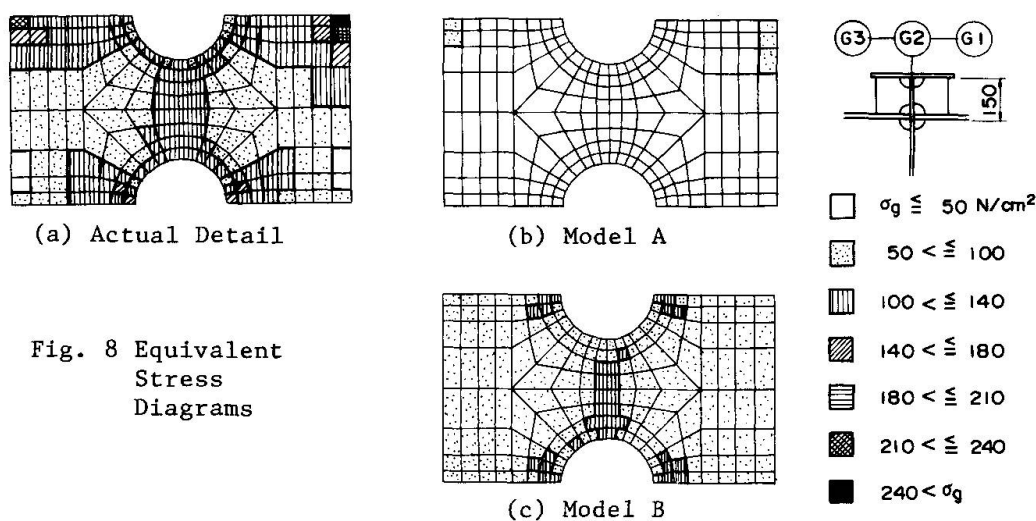 (a) Actual Detail
(b) Model A
Fig. 8 Equivalent
Stress
Diagrams
(c) Model B
G3 G2 G1
150
σg ≦ 50 N/cm²
50 < ≦ 100
100 < ≦ 140
140 < ≦ 180
180 < ≦ 210
210 < ≦ 240
240 < σg